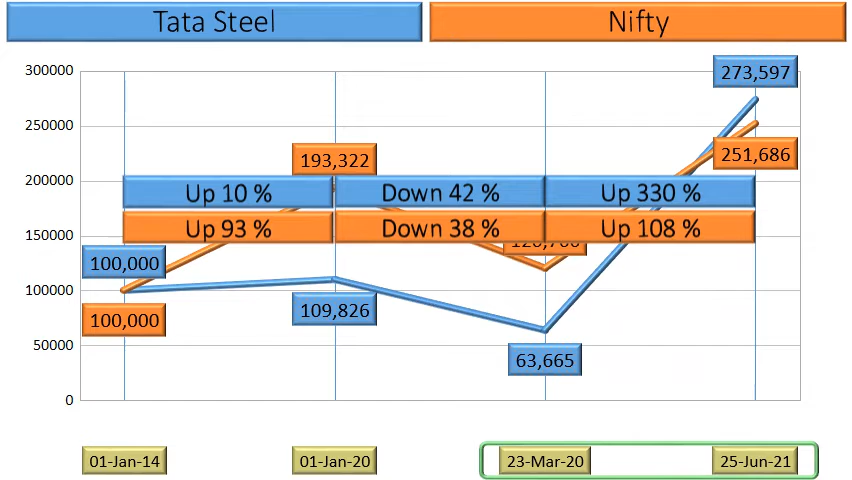 Tata Steel
Nifty
300000
273,597
250000
193,322
251,686
200000
Up 10 %
Down 42 %
Up 330 %
Up 93 %
Down 38 %
Up 108 %
150000
100,000
100000
100,000
109,826
50000
63,665
0
01-Jan-14
01-Jan-20
23-Mar-20
25-Jun-21